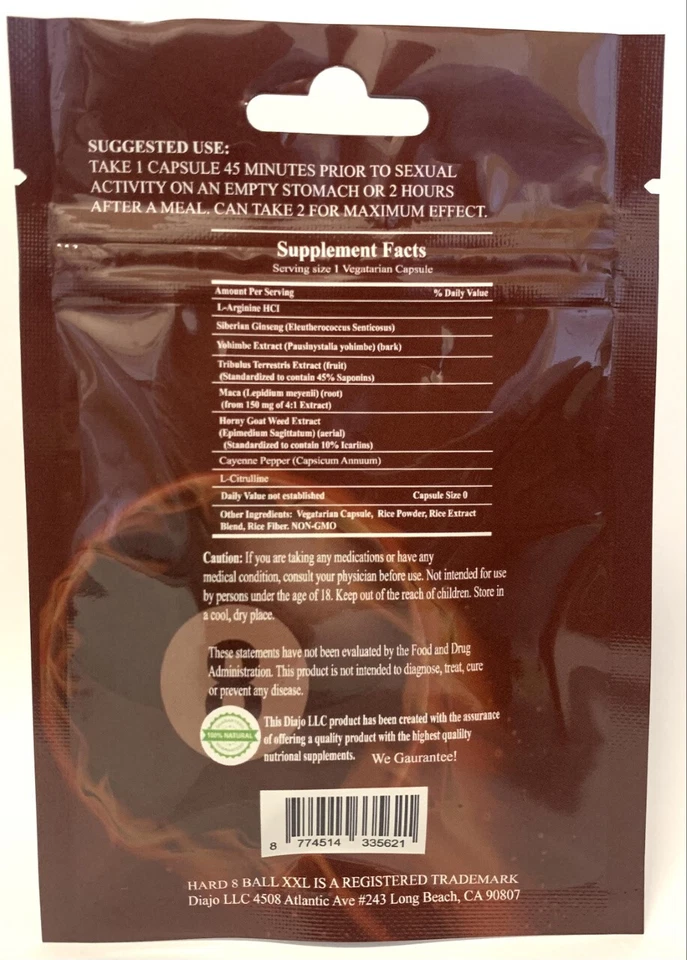 SUGGESTED USE:
TAKE 1 CAPSULE 45 MINUTES PRIOR TO SEXUAL
ACTIVITY ON AN EMPTY STOMACH OR 2 HOURS
AFTER A MEAL. CAN TAKE 2 FOR MAXIMUM EFFECT.
Supplement Facts
Serving size 1 Vegatarian Capsule
Amount Per Serving % Daily Value
L-Arginine HCI
Siberian Ginseng (Eleutherococcus Senticosus)
Yohimbe Extract (Pausinystalia yohimbe) (bark)
Tribulus Terrestris Extract (fruit)
(Standardized to contain 45% Saponins)
Maca (Lepidium meyenii) (root)
(from 150 mg of 4:1 Extract)
Horny Goat Weed Extract
(Epimedium Sagittatum) (aerial)
(Standardized to contain 10% Icariins)
Cayenne Pepper (Capsicum Annuum)
L-Citrulline
Daily Value not established Capsule Size 0
Other Ingredients: Vegatarian Capsule, Rice Powder, Rice Extract
Blend, Rice Fiber. NON-GMO
Caution: If you are taking any medications or have any
medical condition, consult your physician before use. Not intended for use
by persons under the age of 18. Keep out of the reach of children. Store in
a cool, dry place.
These statements have not been evaluated by the Food and Drug
Administration. This product is not intended to diagnose, treat, cure
or prevent any disease.
100% NATURAL
This Diajo LLC product has been created with the assurance
of offering a quality product with the highest quality
nutrional supplements. We Gaurantee!
8 774514 335621
HARD 8 BALL XXL IS A REGISTERED TRADEMARK
Diajo LLC 4508 Atlantic Ave #243 Long Beach, CA 90807